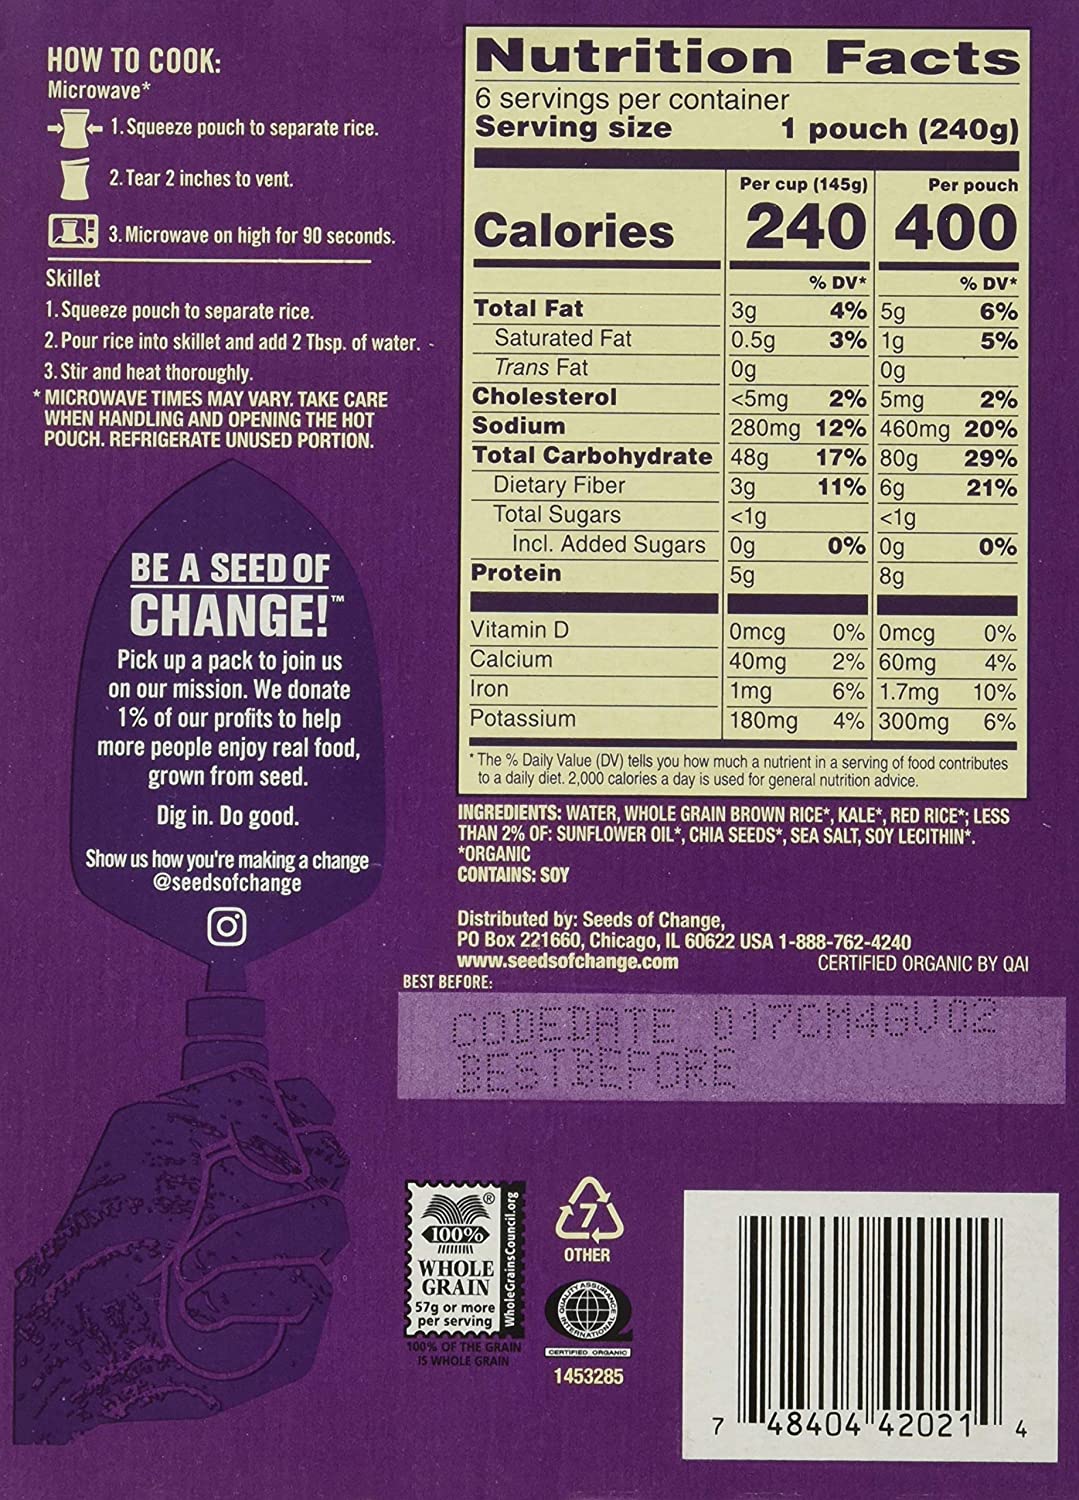 HOW TO COOK:
Microwave*
1. Squeeze pouch to separate rice.
2. Tear 2 inches to vent.
3. Microwave on high for 90 seconds.
Skillet
1. Squeeze pouch to separate rice.
2. Pour rice into skillet and add 2 Tbsp. of water.
3. Stir and heat thoroughly.
* MICROWAVE TIMES MAY VARY. TAKE CARE
WHEN HANDLING AND OPENING THE HOT
POUCH. REFRIGERATE UNUSED PORTION.
BE A SEED OF
CHANGE!™
Pick up a pack to join us
on our mission. We donate
1% of our profits to help
more people enjoy real food,
grown from seed.
Dig in. Do good.
Show us how you're making a change
@seedsofchange
Nutrition Facts
6 servings per container
Serving size 1 pouch (240g)
Per cup (145g) Per pouch
Calories 240 400
% DV* % DV*
Total Fat 3g 4% 5g 6%
Saturated Fat 0.5g 3% 1g 5%
Trans Fat 0g 0g
Cholesterol <5mg 2% 5mg 2%
Sodium 280mg 12% 460mg 20%
Total Carbohydrate 48g 17% 80g 29%
Dietary Fiber 3g 11% 6g 21%
Total Sugars <1g <1g
Incl. Added Sugars 0g 0% 0g 0%
Protein 5g 8g
Vitamin D 0mcg 0% 0mcg 0%
Calcium 40mg 2% 60mg 4%
Iron 1mg 6% 1.7mg 10%
Potassium 180mg 4% 300mg 6%
* The % Daily Value (DV) tells you how much a nutrient in a serving of food contributes
to a daily diet. 2,000 calories a day is used for general nutrition advice.
INGREDIENTS: WATER, WHOLE GRAIN BROWN RICE*, KALE*, RED RICE*; LESS
THAN 2% OF: SUNFLOWER OIL*, CHIA SEEDS*, SEA SALT, SOY LECITHIN*.
*ORGANIC
CONTAINS: SOY
Distributed by: Seeds of Change,
PO Box 221660, Chicago, IL 60622 USA 1-888-762-4240
www.seedsofchange.com CERTIFIED ORGANIC BY QAI
BEST BEFORE:
CODEDATE 017CM4GU02
BESTBEFORE
®
100%
WHOLE
GRAIN
57g or more
per serving
WholeGrainsCouncil.org
100% OF THE GRAIN
IS WHOLE GRAIN
7
OTHER
QUALITY ASSURANCE INTERNATIONAL
CERTIFIED ORGANIC
1453285
7 48404 42021 4